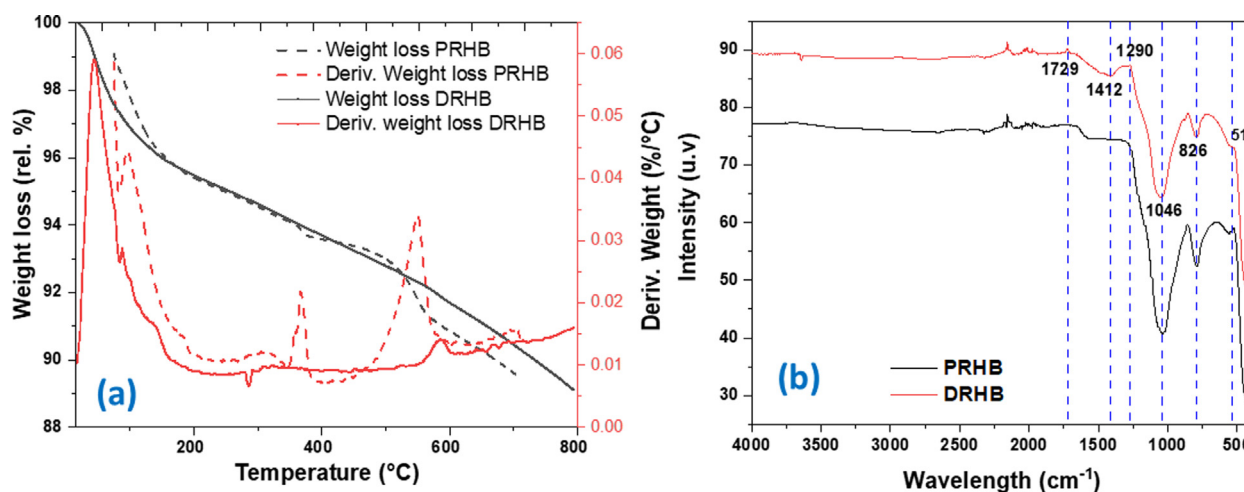 100
98
96
94
92
90
88
Weight loss (rel. %)
Weight loss PRHB
Deriv. Weight loss PRHB
Weight loss DRHB
Deriv. weight loss DRHB
(a)
200
400
600
800
Temperature (°C)
0.06
0.05
0.04
0.03
0.02
0.01
0.00
Deriv. Weight (%/°C)
(b)
90
80
70
60
50
40
30
Intensity (u.v)
1729
1412
1290
1046
826
51
PRHB
DRHB
4000
3500
3000
2500
2000
1500
1000
Wavelength (cm⁻¹)